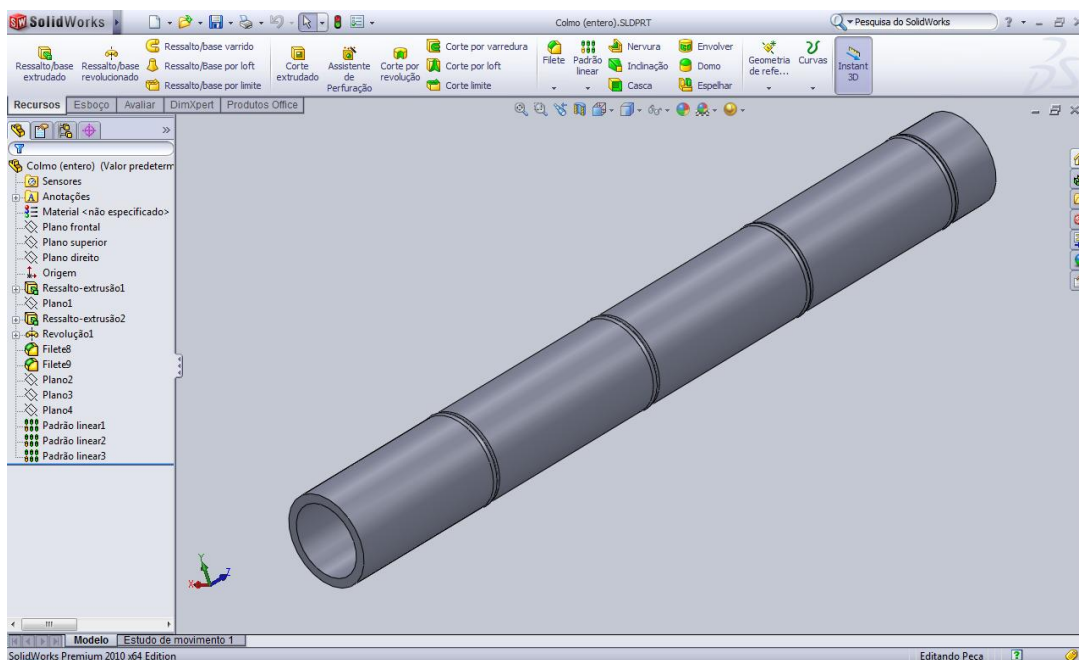 SolidWorks
Colmo (entero).SLDPRT
Pesquisa do SolidWorks
Ressalto/base extrudado
Ressalto/base revolucionado
Ressalto/base varrido
Ressalto/Base por loft
Ressalto/base por limite
Corte extrudado
Assistente de Perfuração
Corte por revolução
Corte por varredura
Corte por loft
Corte limite
Filete
Padrão linear
Nervura
Inclinação
Casca
Envolver
Domo
Espelhar
Geometria de refe...
Curvas
Instant 3D
Recursos
Esboço
Avaliar
DimXpert
Produtos Office
Colmo (entero) (Valor predeterm
Sensores
Anotações
Material <não especificado>
Plano frontal
Plano superior
Plano direito
Origem
Ressalto-extrusão1
Plano1
Ressalto-extrusão2
Revolução1
Filete8
Filete9
Plano2
Plano3
Plano4
Padrão linear1
Padrão linear2
Padrão linear3
Y
X
Z
Modelo
Estudo de movimento 1
SolidWorks Premium 2010 x64 Edition
Editando Peça